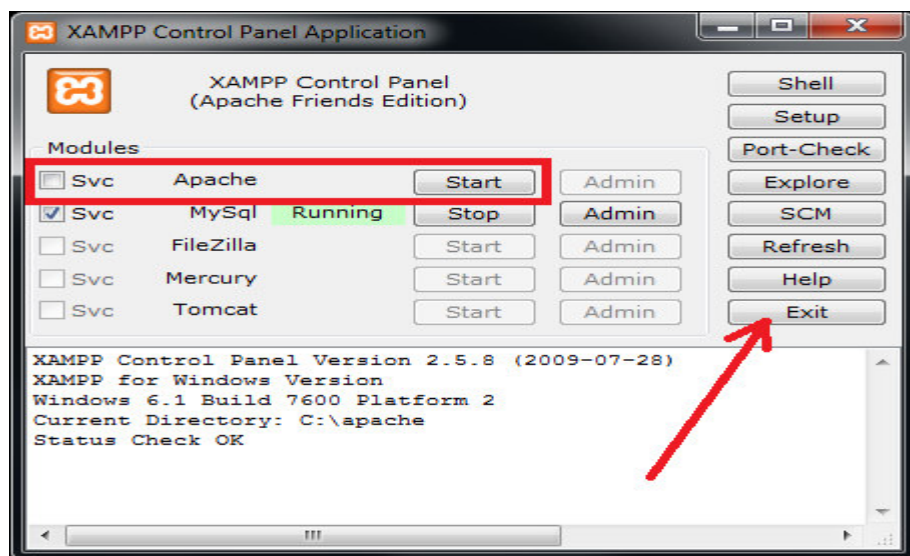 XAMPP Control Panel Application
XAMPP Control Panel
(Apache Friends Edition)
Shell
Setup
Modules
Port-Check
Svc Apache Start Admin Explore
Svc MySql Running Stop Admin SCM
Svc FileZilla Start Admin Refresh
Svc Mercury Start Admin Help
Svc Tomcat Start Admin Exit
XAMPP Control Panel Version 2.5.8 (2009-07-28)
XAMPP for Windows Version
Windows 6.1 Build 7600 Platform 2
Current Directory: C:\apache
Status Check OK